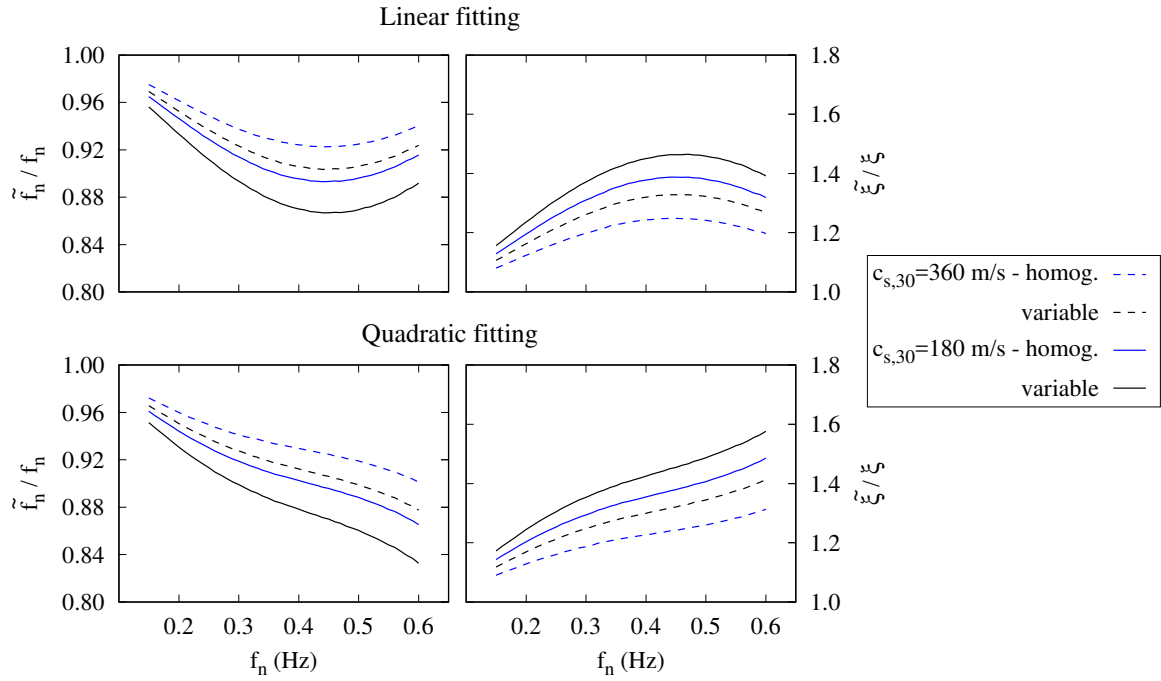 Linear fitting
1.00
0.96
0.92
0.88
0.84
0.80
f̃n / fn
1.8
1.6
1.4
1.2
1.0
ξ̃ / ξ
cs,30=360 m/s - homog.
variable
cs,30=180 m/s - homog.
variable
Quadratic fitting
1.00
0.96
0.92
0.88
0.84
0.80
f̃n / fn
1.8
1.6
1.4
1.2
1.0
ξ̃ / ξ
0.2 0.3 0.4 0.5 0.6
fn (Hz)
0.2 0.3 0.4 0.5 0.6
fn (Hz)